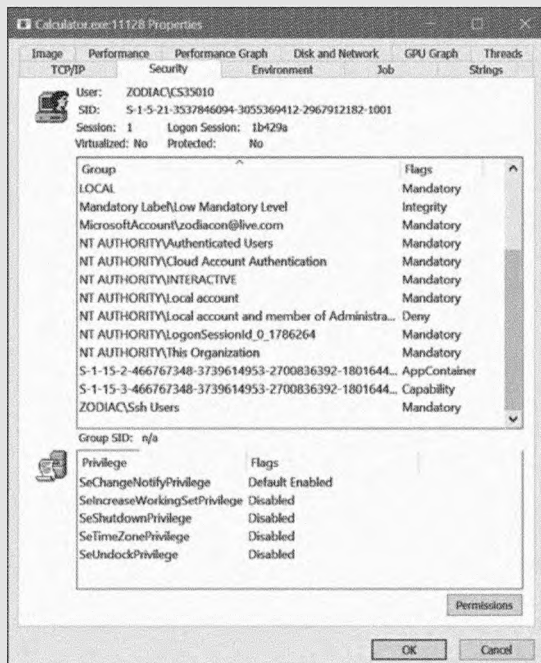 Calculator.exe:11128 Properties
Image Performance Performance Graph Disk and Network GPU Graph Threads
TCP/IP Security Environment Job Strings
User: ZODIAC\CS35010
SID: S-1-5-21-3537846094-3055369412-2967912182-1001
Session: 1 Logon Session: 1b429a
Virtualized: No Protected: No
Group Flags
LOCAL Mandatory
Mandatory Label\Low Mandatory Level Integrity
MicrosoftAccount\zodiacon@live.com Mandatory
NT AUTHORITY\Authenticated Users Mandatory
NT AUTHORITY\Cloud Account Authentication Mandatory
NT AUTHORITY\INTERACTIVE Mandatory
NT AUTHORITY\Local account Mandatory
NT AUTHORITY\Local account and member of Administra... Deny
NT AUTHORITY\LogonSessionId_0_1786264 Mandatory
NT AUTHORITY\This Organization Mandatory
S-1-15-2-466767348-3739614953-2700836392-1801644... AppContainer
S-1-15-3-466767348-3739614953-2700836392-1801644... Capability
ZODIAC\Ssh Users Mandatory
Group SID: n/a
Privilege Flags
SeChangeNotifyPrivilege Default Enabled
SeIncreaseWorkingSetPrivilege Disabled
SeShutdownPrivilege Disabled
SeTimeZonePrivilege Disabled
SeUndockPrivilege Disabled
Permissions
OK Cancel